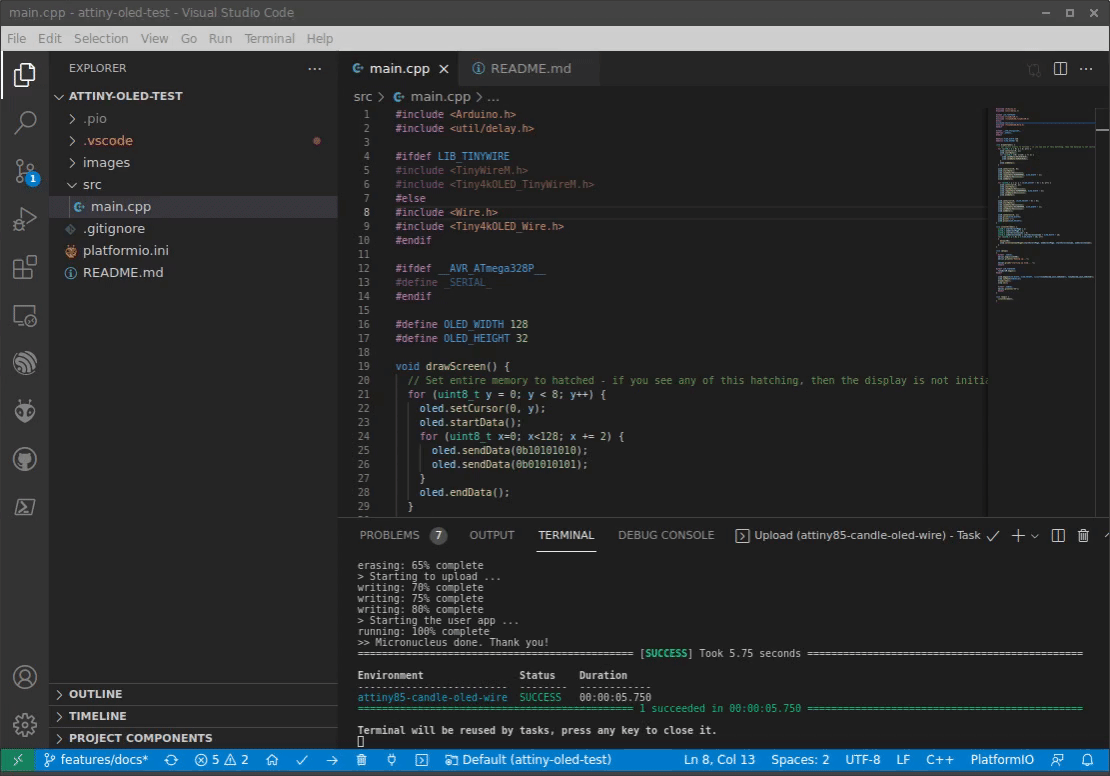 main.cpp - attiny-oled-test - Visual Studio Code
File Edit Selection View Go Run Terminal Help
EXPLORER
ATTINY-OLED-TEST
.pio
.vscode
images
src
main.cpp
.gitignore
platformio.ini
README.md
1
OUTLINE
TIMELINE
PROJECT COMPONENTS
main.cpp README.md
src > main.cpp > ...
1 #include <Arduino.h>
2 #include <util/delay.h>
3
4 #ifdef LIB_TINYWIRE
5 #include <TinyWireM.h>
6 #include <Tiny4kOLED_TinyWireM.h>
7 #else
8 #include <Wire.h>
9 #include <Tiny4kOLED_Wire.h>
10 #endif
11
12 #ifdef __AVR_ATmega328P__
13 #define _SERIAL_
14 #endif
15
16 #define OLED_WIDTH 128
17 #define OLED_HEIGHT 32
18
19 void drawScreen() {
20 // Set entire memory to hatched - if you see any of this hatching, then the display is not initia
21 for (uint8_t y = 0; y < 8; y++) {
22 oled.setCursor(0, y);
23 oled.startData();
24 for (uint8_t x=0; x<128; x += 2) {
25 oled.sendData(0b10101010);
26 oled.sendData(0b01010101);
27 }
28 oled.endData();
29 }
PROBLEMS 7 OUTPUT TERMINAL DEBUG CONSOLE Upload (attiny85-candle-oled-wire) - Task
erasing: 65% complete
> Starting to upload ...
writing: 70% complete
writing: 75% complete
writing: 80% complete
> Starting the user app ...
running: 100% complete
>> Micronucleus done. Thank you!
============================================== [SUCCESS] Took 5.75 seconds ==============================================
Environment Status Duration
------------------------- -------- ------------
attiny85-candle-oled-wire SUCCESS 00:00:05.750
============================================== 1 succeeded in 00:00:05.750 ==============================================
Terminal will be reused by tasks, press any key to close it.
features/docs* 5 2 Default (attiny-oled-test) Ln 8, Col 13 Spaces: 2 UTF-8 LF C++ PlatformIO